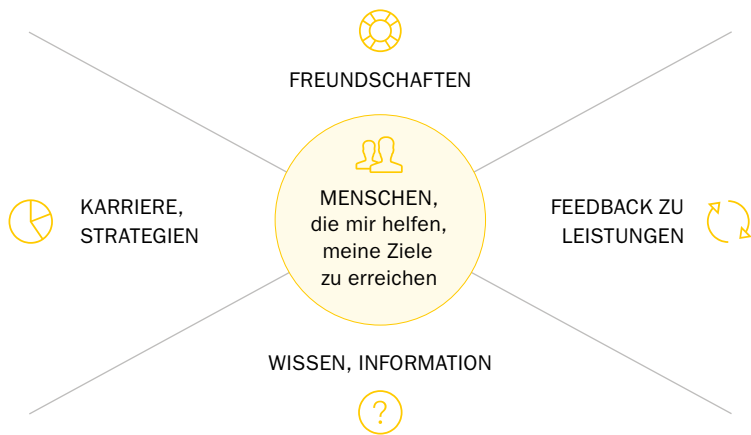 FREUNDSCHAFTEN
KARRIERE,
STRATEGIEN
MENSCHEN,
die mir helfen,
meine Ziele
zu erreichen
FEEDBACK ZU
LEISTUNGEN
WISSEN, INFORMATION
?